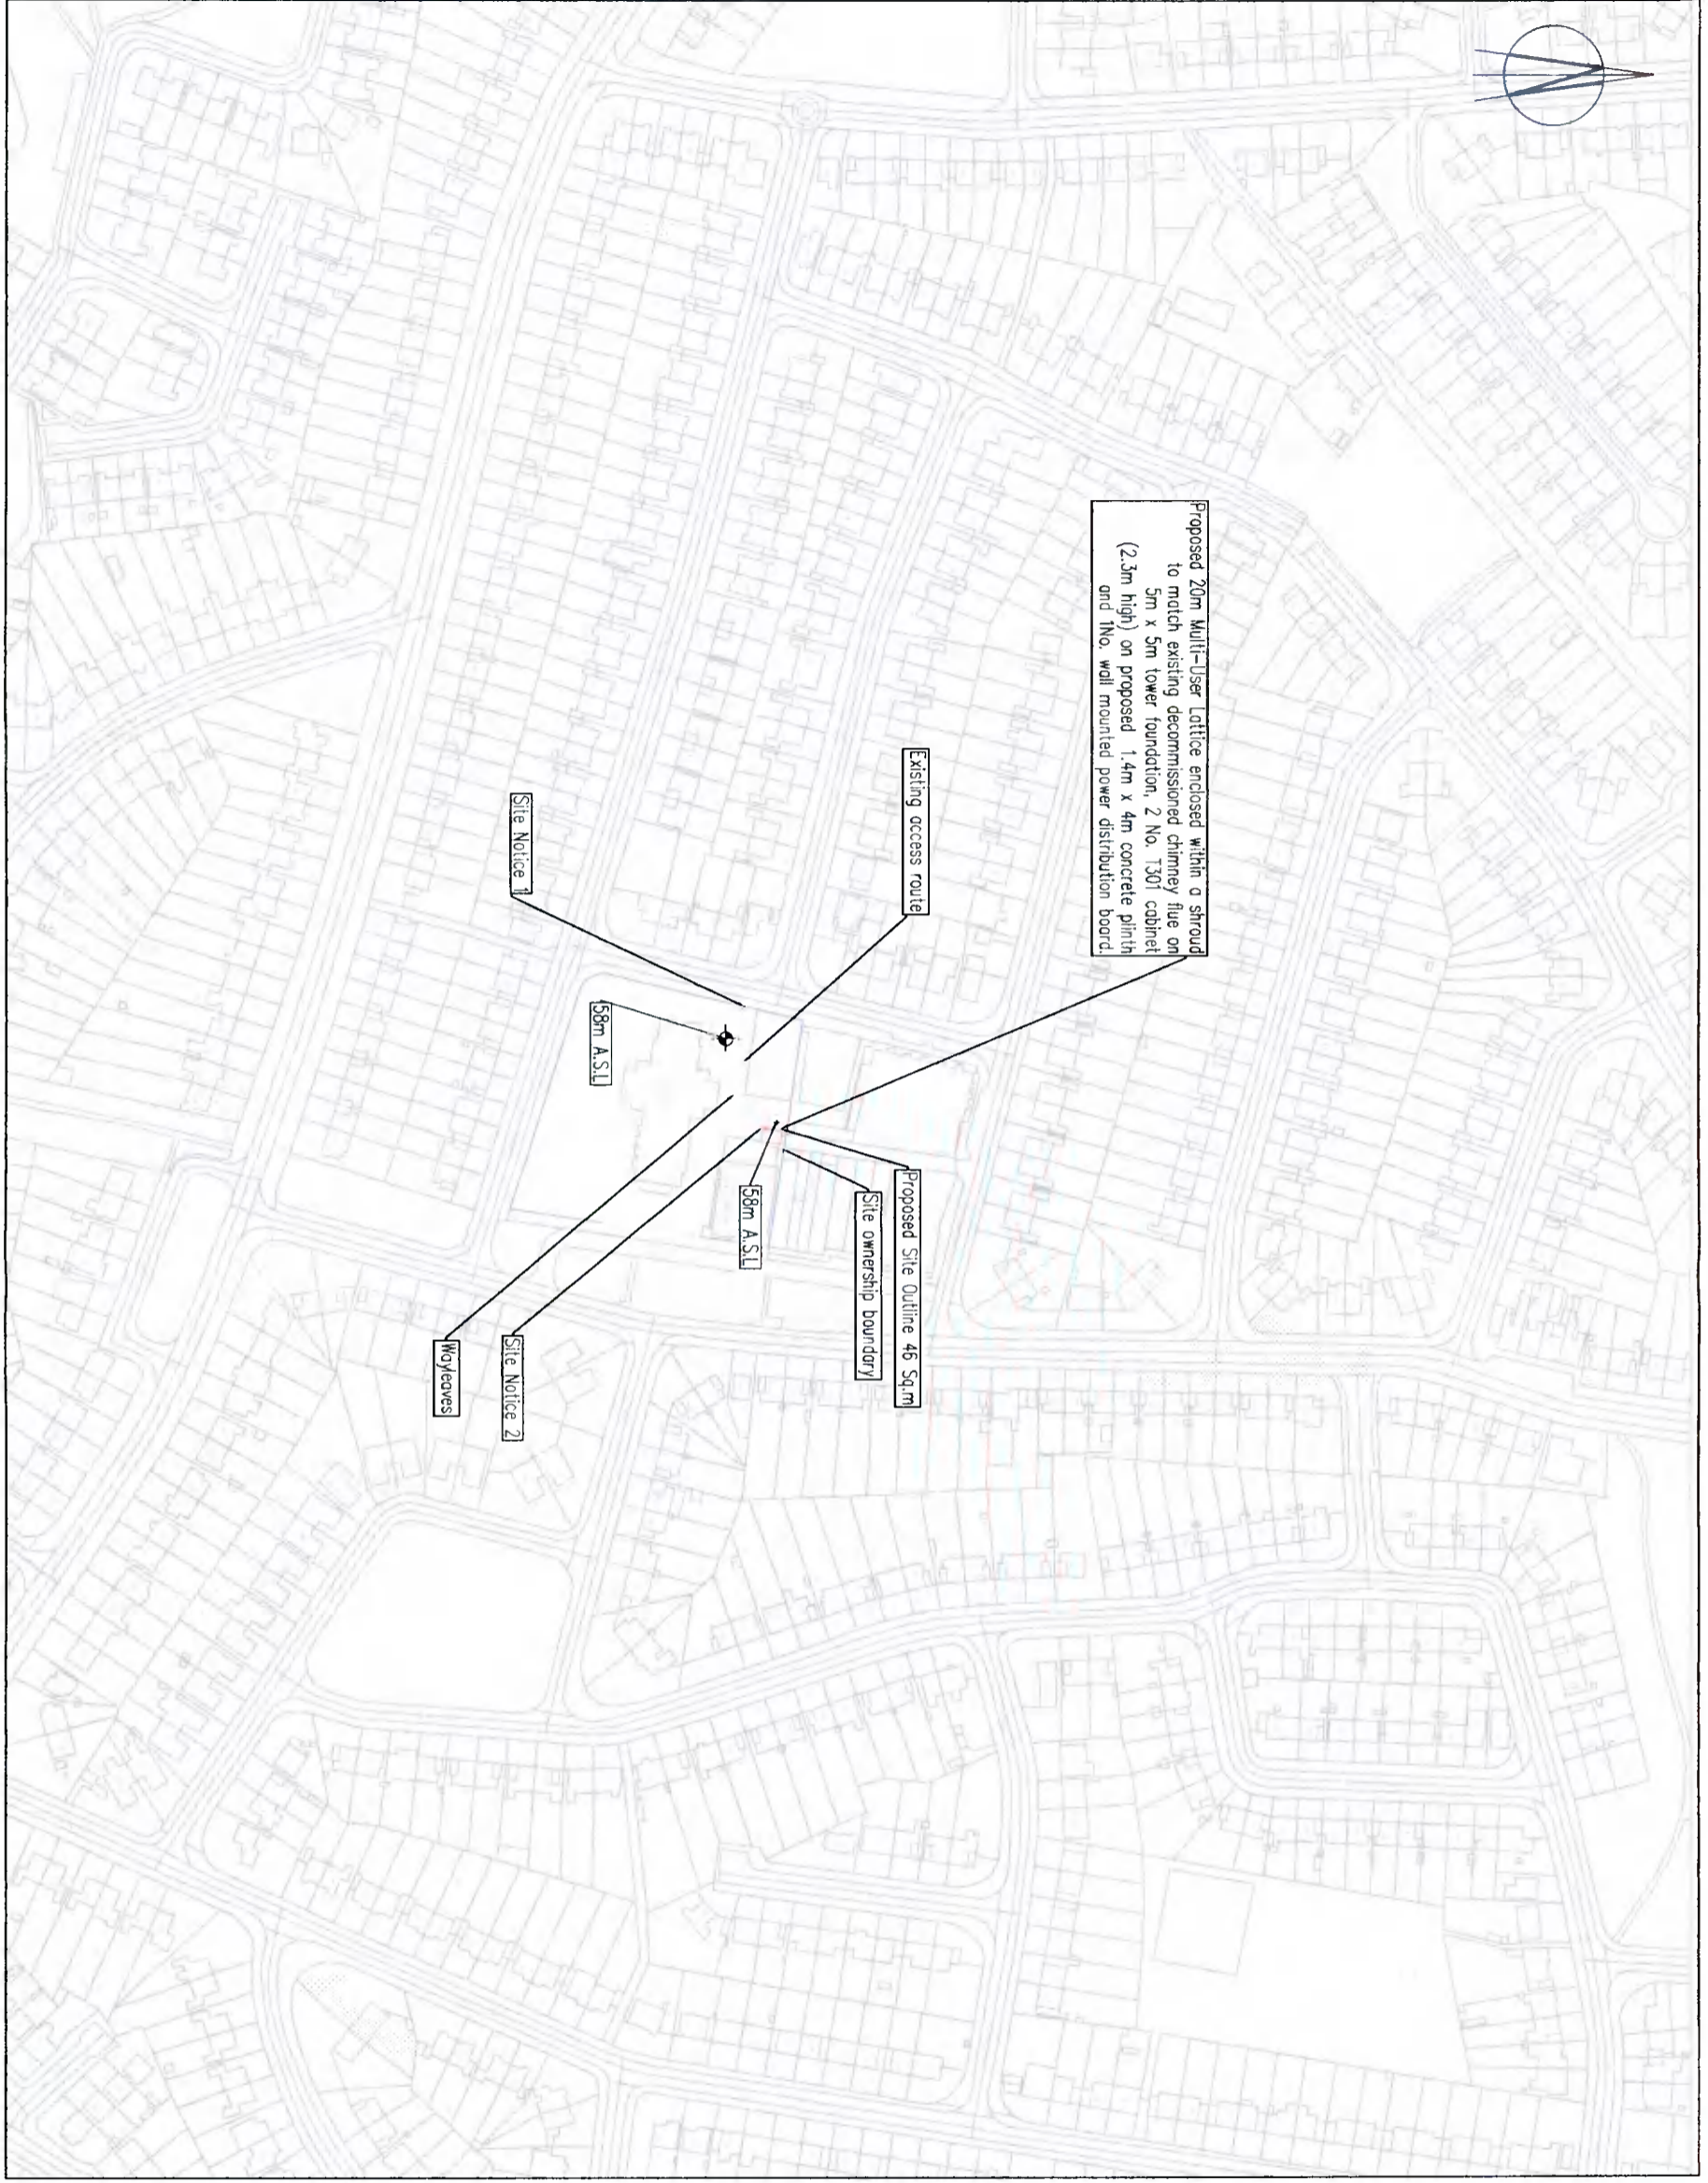 Proposed 20m Multi-User Lattice enclosed within a shroud
to match existing decommissioned chimney flue on
5m x 5m tower foundation, 2 No. T301 cabinet
(2.3m high) on proposed 1.4m x 4m concrete plinth
and 1No. wall mounted power distribution board.
Existing access route
Site Notice 1
58m A.S.L
Proposed Site Outline 46 Sq.m
Site ownership boundary
58m A.S.L
Site Notice 2
Wayleaves
N